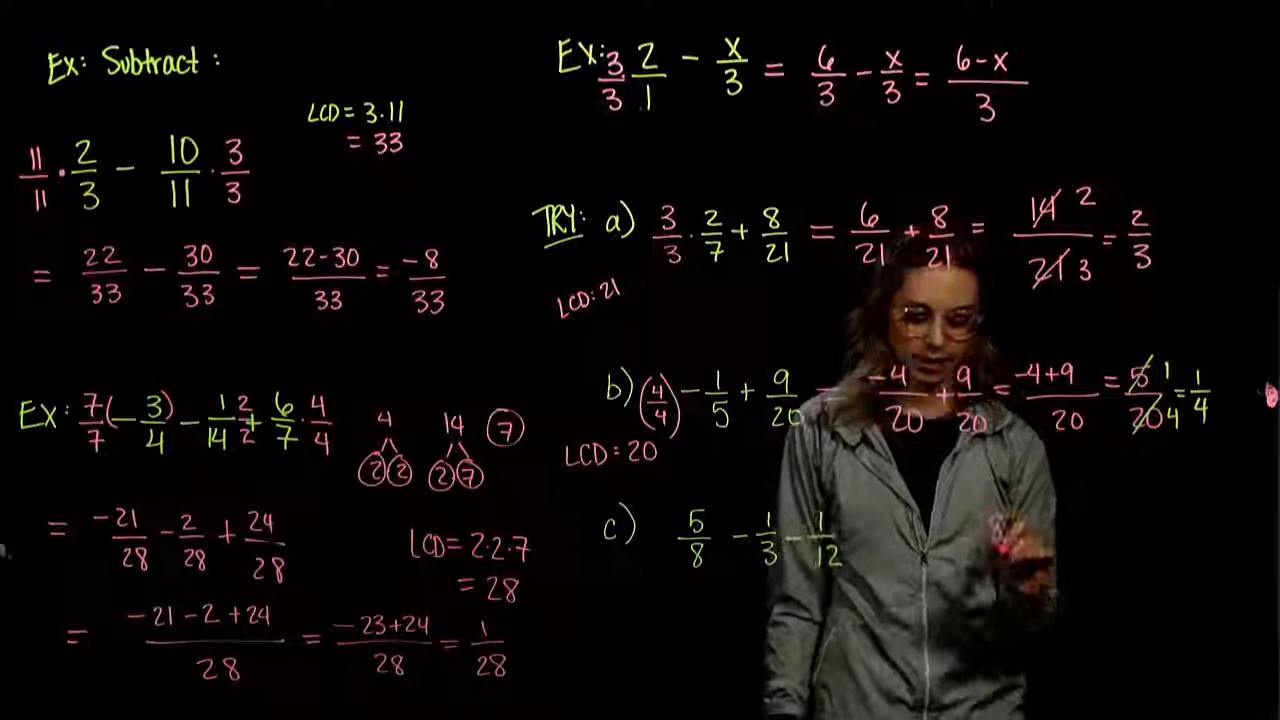 Ex: Subtract:
LCD = 3·11
= 33
11/11 · 2/3 - 10/11 · 3/3
= 22/33 - 30/33 = 22-30/33 = -8/33
Ex: 7/7 (-3/4) - 1/14 2/2 + 6/7 · 4/4
4
2 2
14
2 7
7
= -21/28 - 2/28 + 24/28
LCD = 2·2·7
= 28
= -21-2+24/28 = -23+24/28 = 1/28
Ex: 3/3 2/1 - x/3 = 6/3 - x/3 = 6-x/3
TRY: a) 3/3 · 2/7 + 8/21 = 6/21 + 8/21 = 14 2/21 3 = 2/3
LCD: 21
b) (4/4) -1/5 + 9/20 = -4/20 + 9/20 = -4+9/20 = 5 1/20 4 = 1/4
LCD = 20
c) 5/8 - 1/3 - 1/12